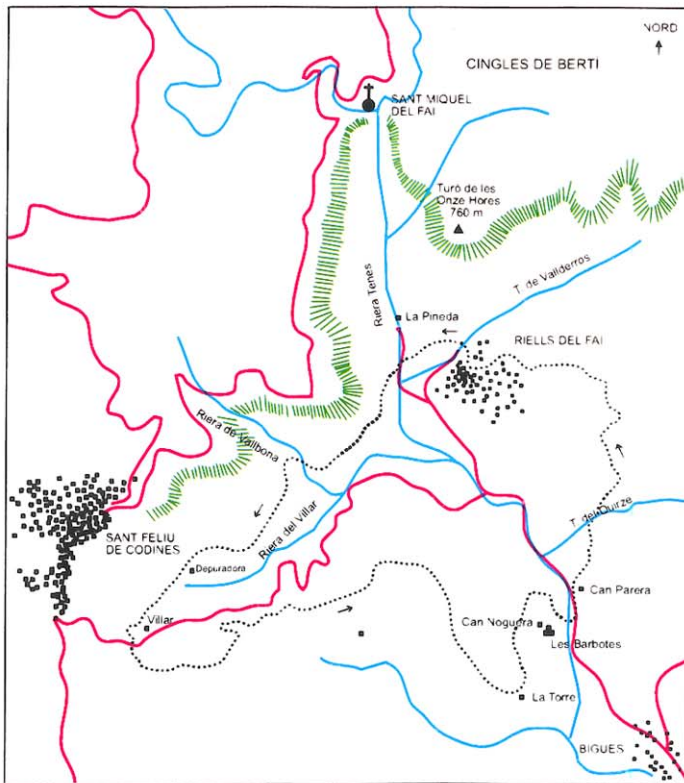 NORD
CINGLES DE BERTI
SANT MIQUEL
DEL FAI
Turó de les
Onze Hores
760 m
T. de Vallderros
Riera Tenes
La Pineda
RIELLS DEL FAI
Riera de Vallbona
SANT FELIU
DE CODINES
Riera del Villar
T. del Quirze
Depuradora
Can Parera
Villar
Can Noguera
Les Barbotes
La Torre
BIGUES